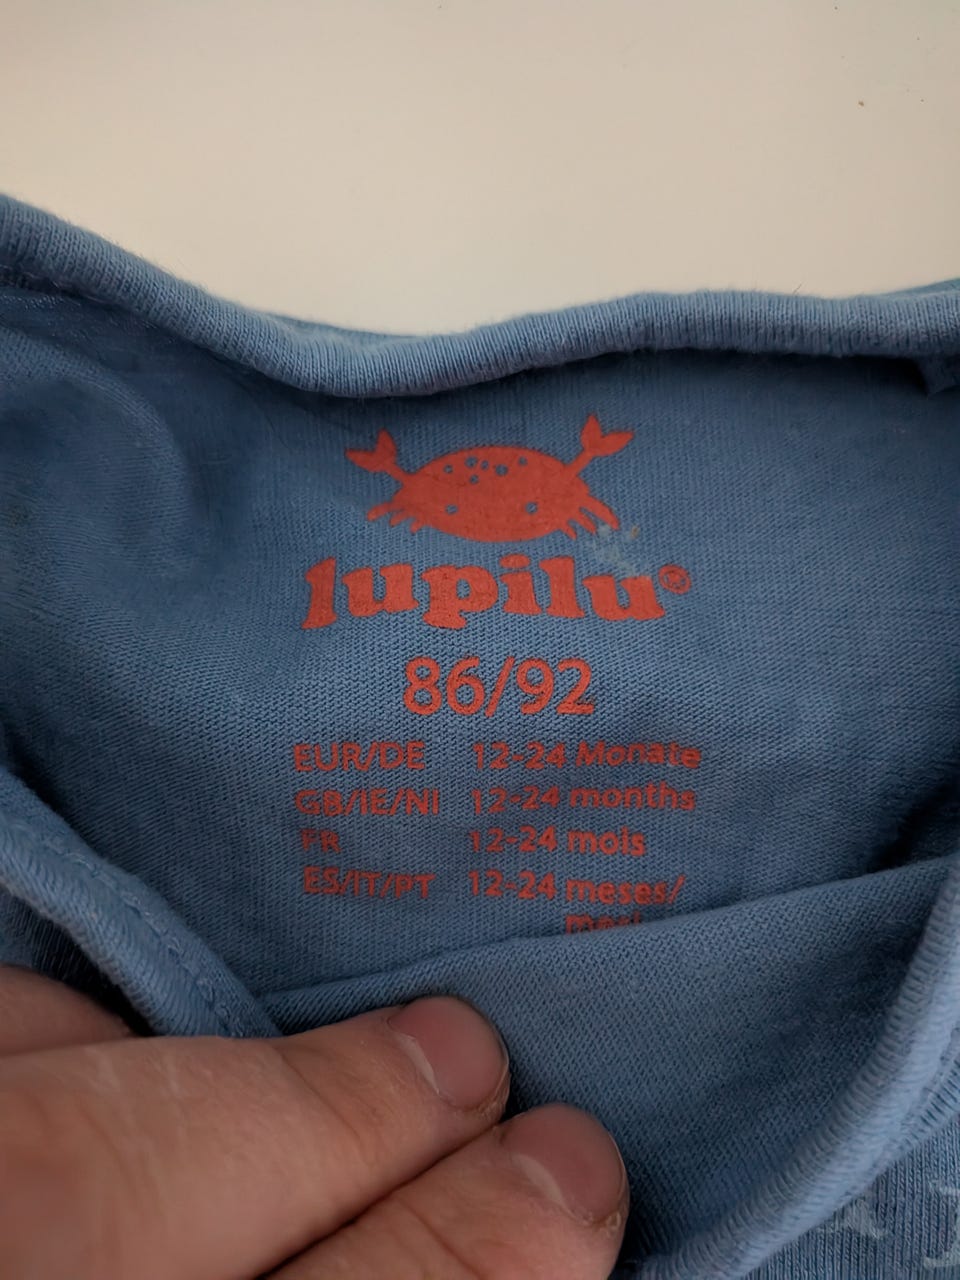 lupilu®
86/92
EUR/DE 12-24 Monate
GB/IE/NI 12-24 months
FR 12-24 mois
ES/IT/PT 12-24 meses/
mesi